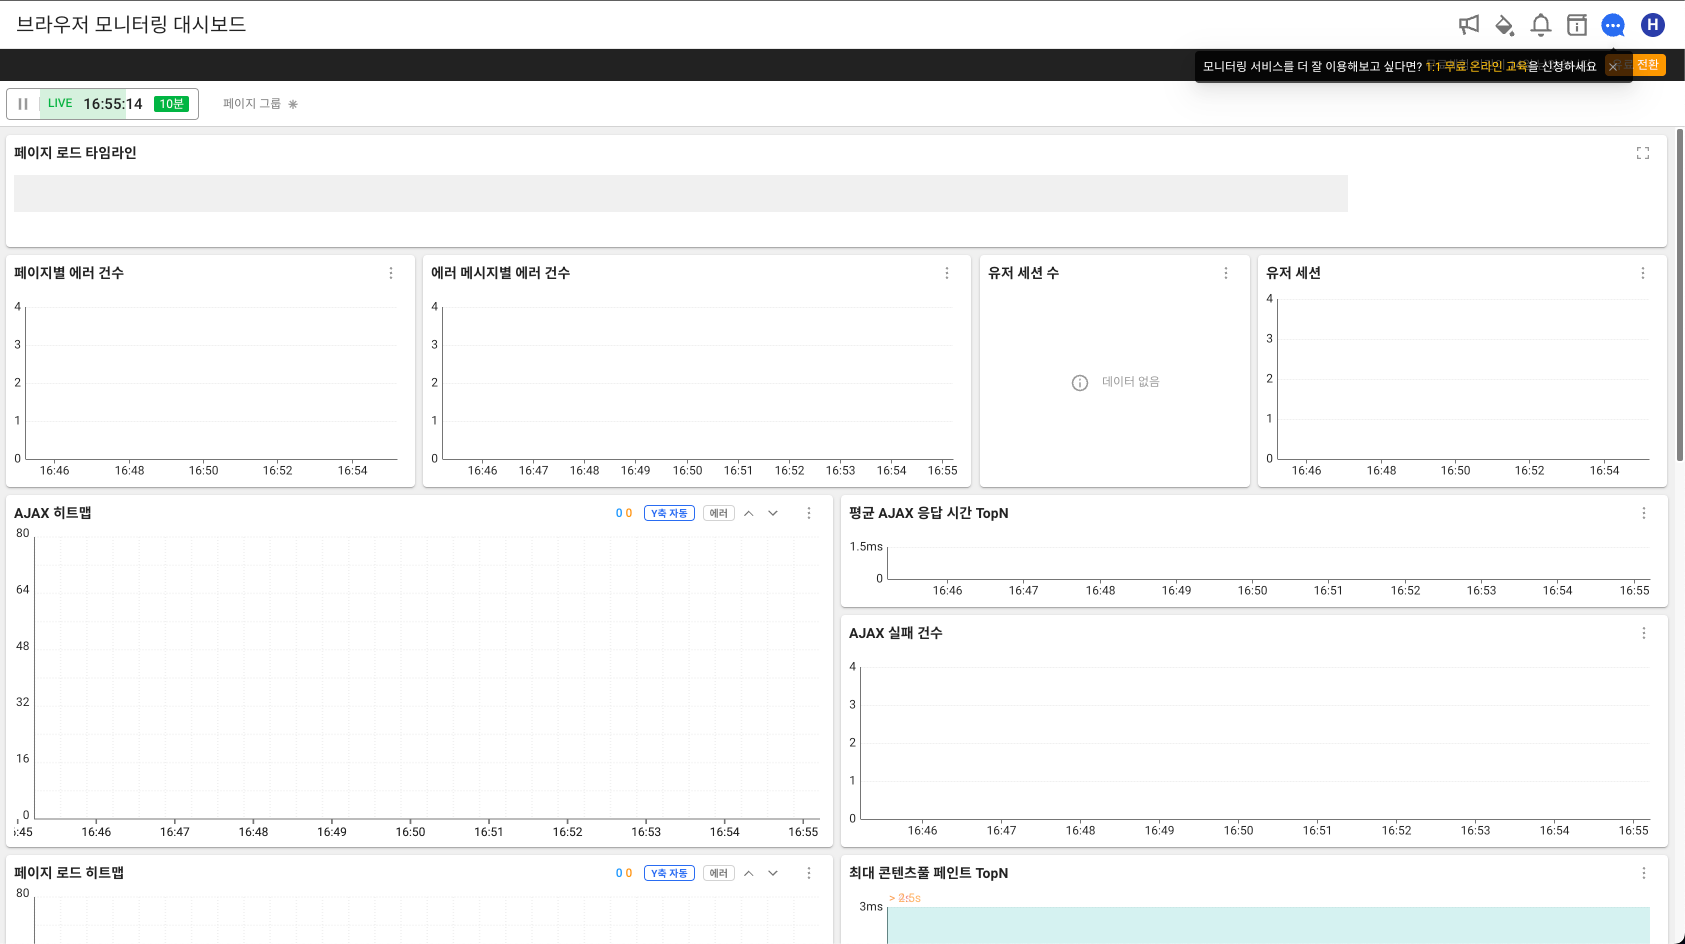 브라우저 모니터링 대시보드
H
모니터링 서비스를 더 잘 이용해보고 싶다면? 1:1 무료 온라인 교육을 신청하세요
전환
LIVE 16:55:14 10분 페이지 그룹
페이지 로드 타임라인
페이지별 에러 건수
4
3
2
1
0
16:46 16:48 16:50 16:52 16:54
에러 메시지별 에러 건수
4
3
2
1
0
16:46 16:47 16:48 16:49 16:50 16:51 16:52 16:53 16:54 16:55
유저 세션 수
데이터 없음
유저 세션
4
3
2
1
0
16:46 16:48 16:50 16:52 16:54
AJAX 히트맵 0 0 Y축 자동 에러
80
64
48
32
16
0
:45 16:46 16:47 16:48 16:49 16:50 16:51 16:52 16:53 16:54 16:55
평균 AJAX 응답 시간 TopN
1.5ms
0
16:46 16:47 16:48 16:49 16:50 16:51 16:52 16:53 16:54 16:55
AJAX 실패 건수
4
3
2
1
0
16:46 16:47 16:48 16:49 16:50 16:51 16:52 16:53 16:54 16:55
페이지 로드 히트맵 0 0 Y축 자동 에러
80
최대 콘텐츠풀 페인트 TopN
3ms